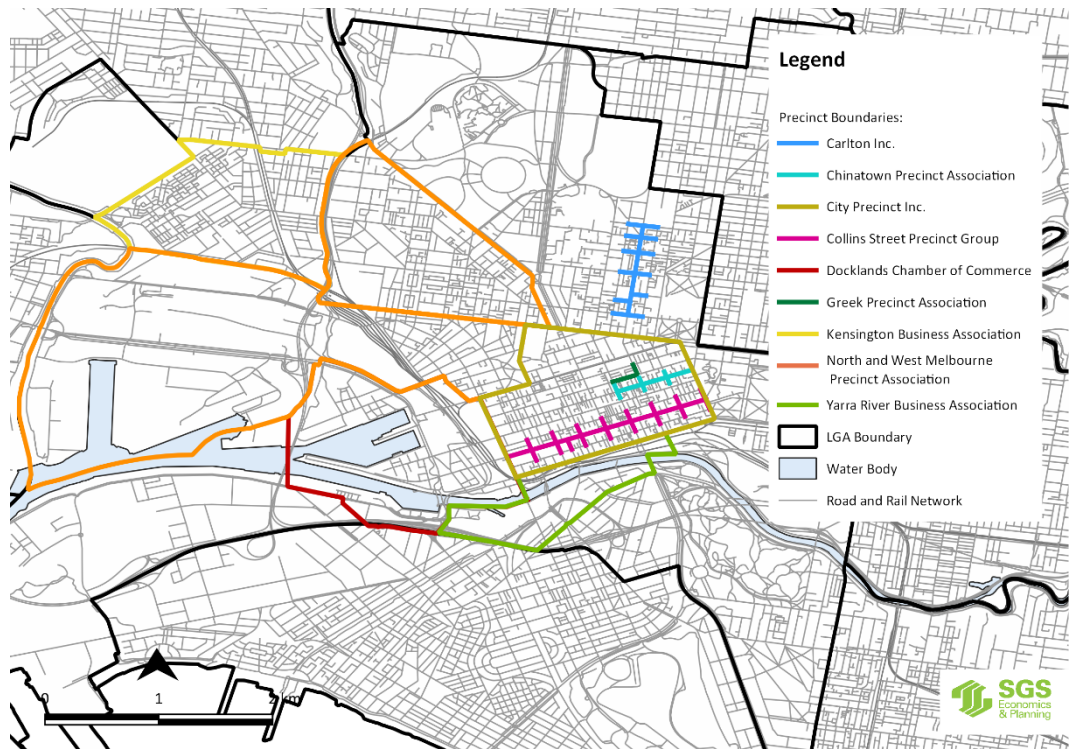 Legend
Precinct Boundaries:
Carlton Inc.
Chinatown Precinct Association
City Precinct Inc.
Collins Street Precinct Group
Docklands Chamber of Commerce
Greek Precinct Association
Kensington Business Association
North and West Melbourne
Precinct Association
Yarra River Business Association
LGA Boundary
Water Body
Road and Rail Network
0 1 2 km
SGS
Economics
& Planning